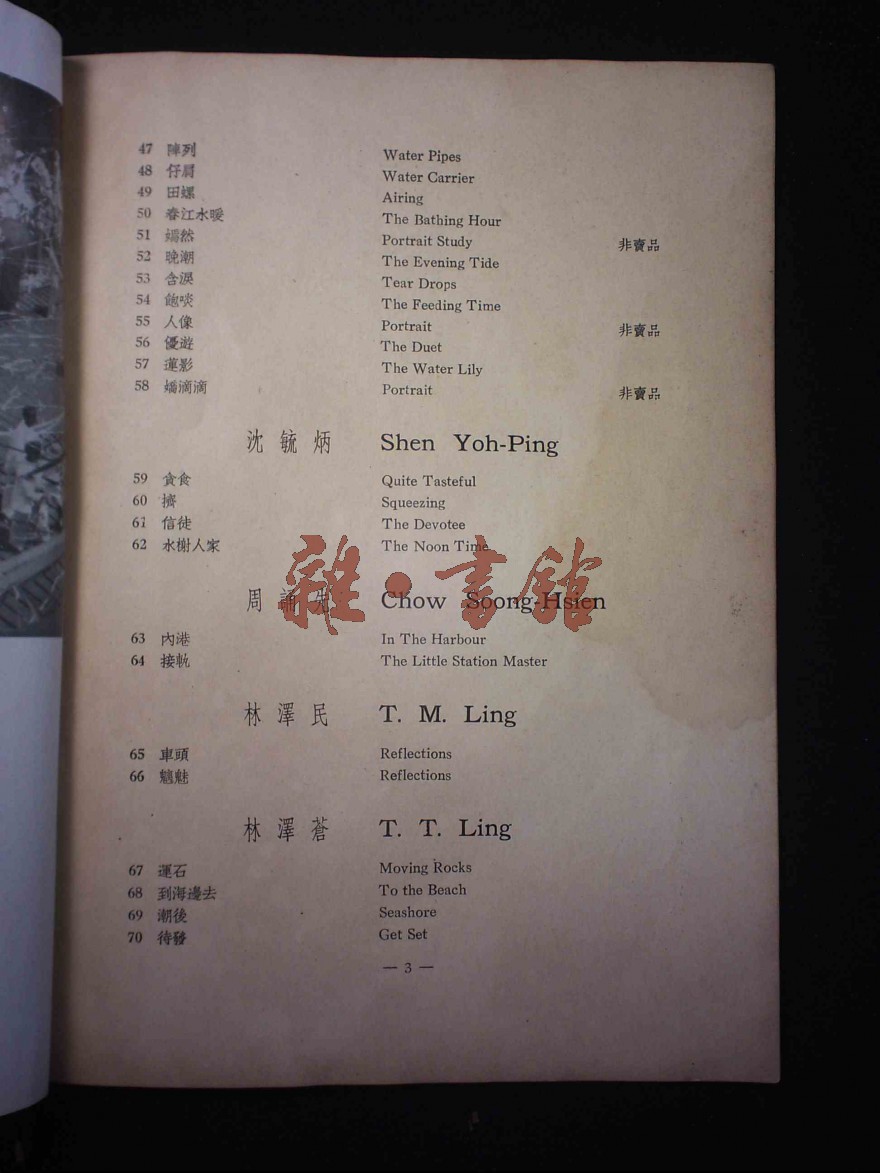 47 陣列 Water Pipes
48 仔肩 Water Carrier
49 田螺 Airing
50 春江水暖 The Bathing Hour
51 嫣然 Portrait Study 非賣品
52 晚潮 The Evening Tide
53 含淚 Tear Drops
54 飽啖 The Feeding Time
55 人像 Portrait 非賣品
56 優遊 The Duet
57 蓮影 The Water Lily
58 嬌滴滴 Portrait 非賣品
沈毓炳 Shen Yoh-Ping
59 貪食 Quite Tasteful
60 擠 Squeezing
61 信徒 The Devotee
62 水榭人家 The Noon Time
雜·書館
周誦先 Chow Soong-Hsien
63 內港 In The Harbour
64 接軌 The Little Station Master
林澤民 T. M. Ling
65 車頭 Reflections
66 魑魅 Reflections
林澤蒼 T. T. Ling
67 運石 Moving Rocks
68 到海邊去 To the Beach
69 潮後 Seashore
70 待發 Get Set
— 3 —